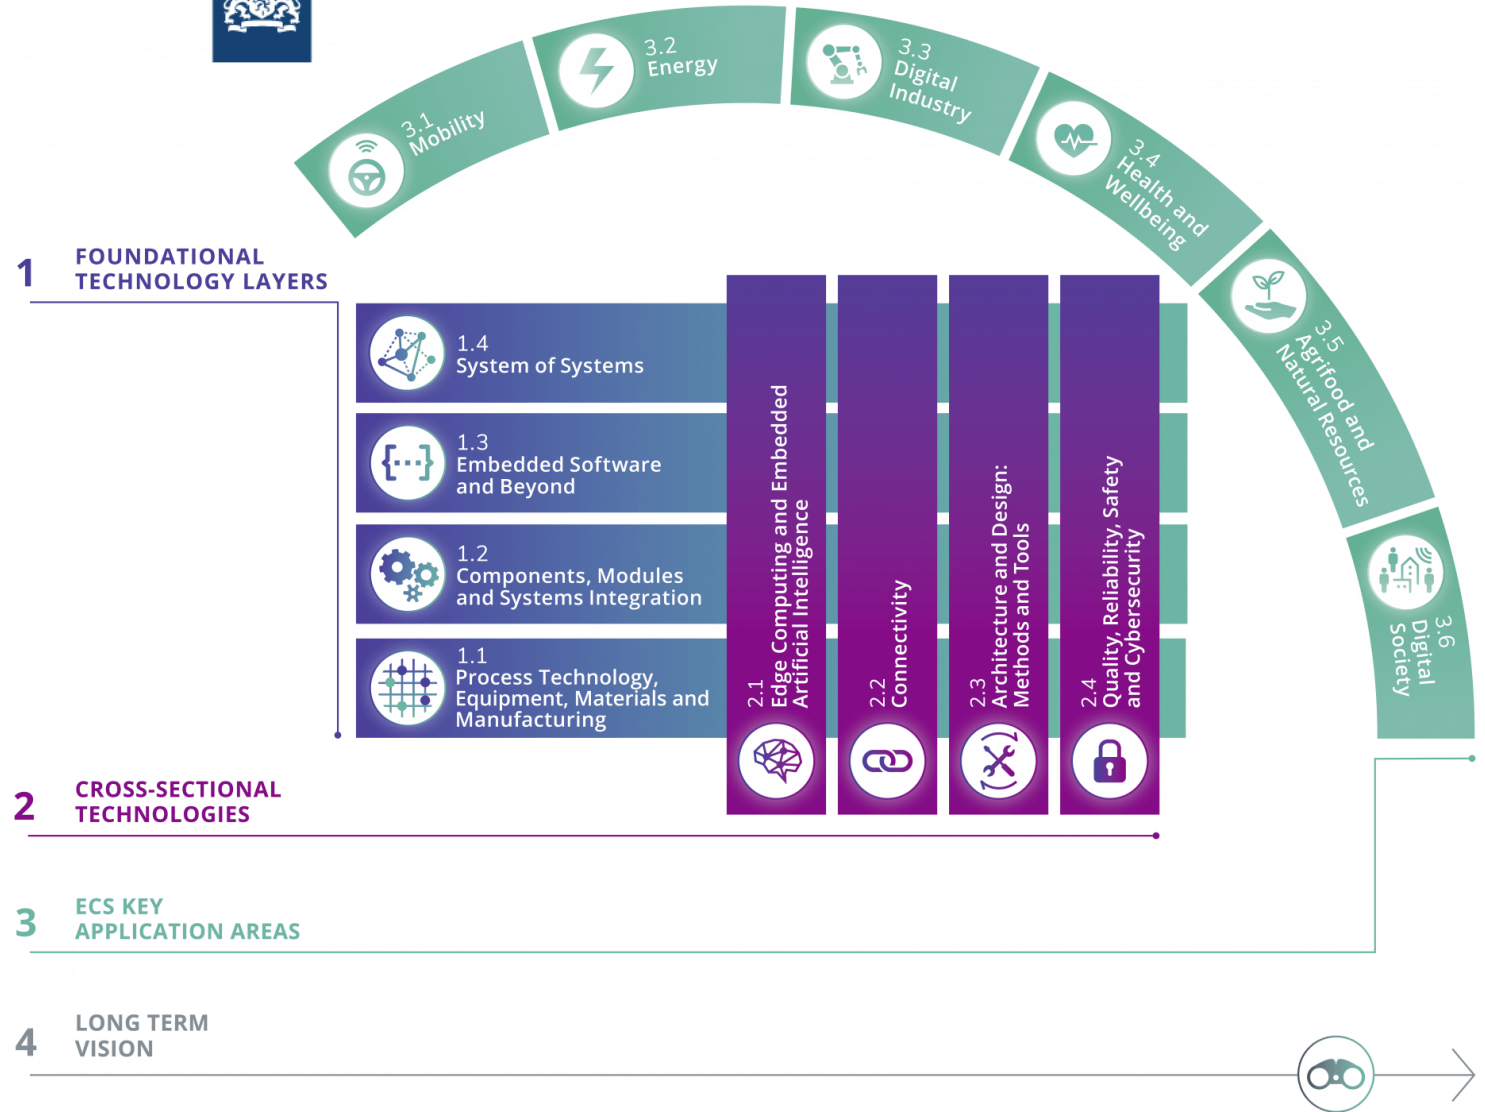 3.1
Mobility
3.2
Energy
3.3
Digital
Industry
3.4
Health and
Wellbeing
3.5
Agrifood and
Natural Resources
3.6
Digital
Society
1
FOUNDATIONAL
TECHNOLOGY LAYERS
1.4
System of Systems
1.3
Embedded Software
and Beyond
1.2
Components, Modules
and Systems Integration
1.1
Process Technology,
Equipment, Materials and
Manufacturing
2.1
Edge Computing and Embedded
Artificial Intelligence
2.2
Connectivity
2.3
Architecture and Design:
Methods and Tools
2.4
Quality, Reliability, Safety
and Cybersecurity
2
CROSS-SECTIONAL
TECHNOLOGIES
3
ECS KEY
APPLICATION AREAS
4
LONG TERM
VISION